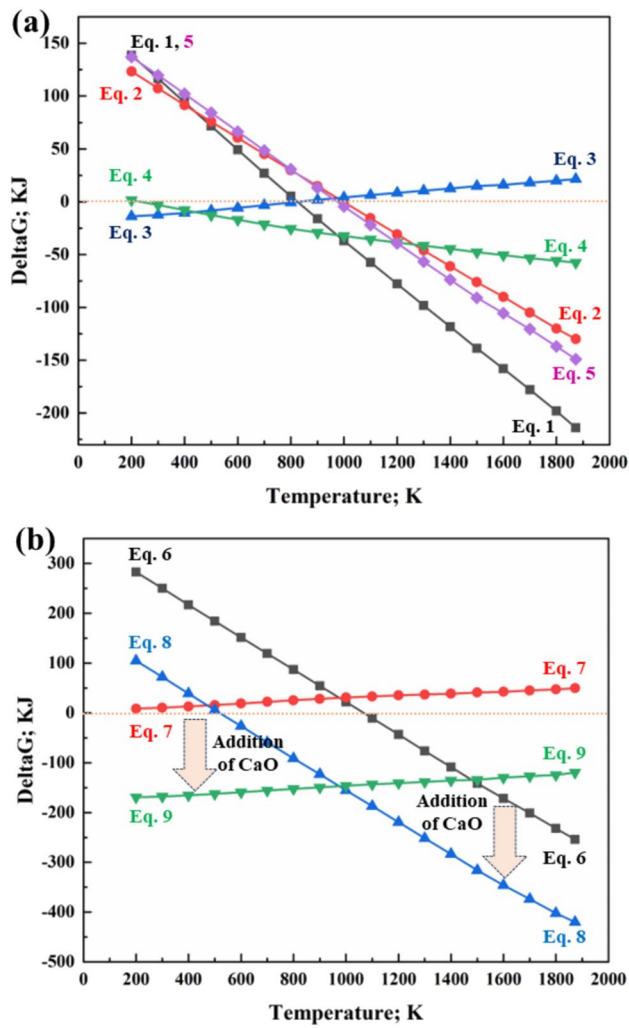 (a)
150
100
50
0
-50
-100
-150
-200
DeltaG; KJ
Eq. 1, 5
Eq. 2
Eq. 4
Eq. 3
Eq. 3
Eq. 4
Eq. 2
Eq. 5
Eq. 1
0 200 400 600 800 1000 1200 1400 1600 1800 2000
Temperature; K
(b)
300
200
100
0
-100
-200
-300
-400
-500
DeltaG; KJ
Eq. 6
Eq. 8
Eq. 7
Eq. 7
Addition
of CaO
Eq. 9
Eq. 9
Addition
of CaO
Eq. 6
Eq. 8
0 200 400 600 800 1000 1200 1400 1600 1800 2000
Temperature; K